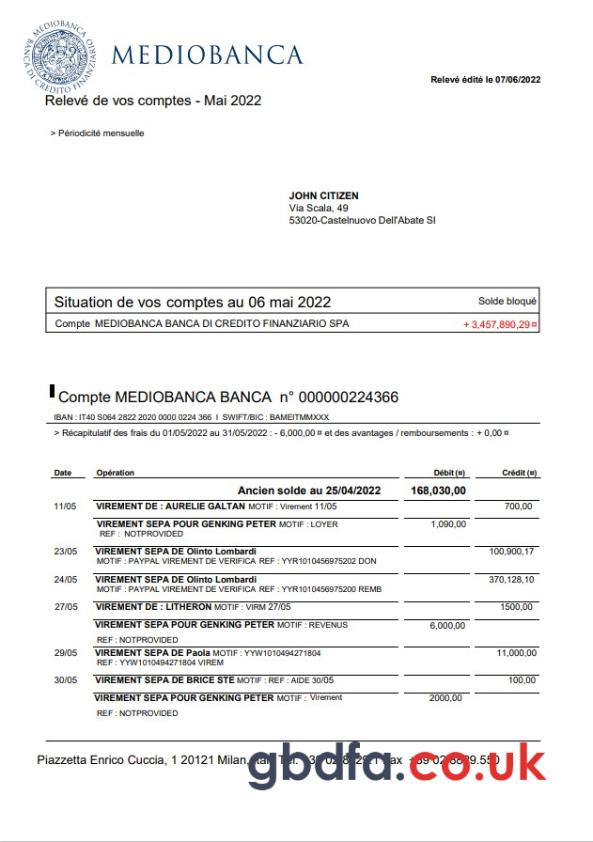 MEDIOBANCA
BANCA DI CREDITO FINANZIARIO
Relevé édité le 07/06/2022
Relevé de vos comptes - Mai 2022
> Périodicité mensuelle
JOHN CITIZEN
Via Scala, 49
53020-Castelnuovo Dell'Abate SI
Situation de vos comptes au 06 mai 2022 Solde bloqué
Compte MEDIOBANCA BANCA DI CREDITO FINANZIARIO SPA + 3,457,890,29 ¤
Compte MEDIOBANCA BANCA n° 000000224366
IBAN : IT40 S064 2822 2020 0000 0224 366 I SWIFT/BIC : BAMEITMMXXX
> Récapitulatif des frais du 01/05/2022 au 31/05/2022 : - 6,000,00 ¤ et des avantages / remboursements : + 0,00 ¤
Date Opération Débit (¤) Crédit (¤)
Ancien solde au 25/04/2022 168,030,00
11/05 VIREMENT DE : AURELIE GALTAN MOTIF : Virement 11/05 700,00
VIREMENT SEPA POUR GENKING PETER MOTIF : LOYER 1,090,00
REF : NOTPROVIDED
23/05 VIREMENT SEPA DE Olinto Lombardi 100,900,17
MOTIF : PAYPAL VIREMENT DE VERIFICA REF : YYR1010456975202 DON
24/05 VIREMENT SEPA DE Olinto Lombardi 370,128,10
MOTIF : PAYPAL VIREMENT DE VERIFICA REF : YYR1010456975200 REMB
27/05 VIREMENT DE : LITHERON MOTIF : VIRM 27/05 1500,00
VIREMENT SEPA POUR GENKING PETER MOTIF : REVENUS 6,000,00
REF : NOTPROVIDED
29/05 VIREMENT SEPA DE Paola MOTIF : YYW1010494271804 11,000,00
REF : YYW1010494271804 VIREM
30/05 VIREMENT SEPA DE BRICE STE MOTIF : REF : AIDE 30/05 100,00
VIREMENT SEPA POUR GENKING PETER MOTIF : Virement 2000,00
REF : NOTPROVIDED
Piazzetta Enrico Cuccia, 1 20121 Milan,
gbdfa.co.uk